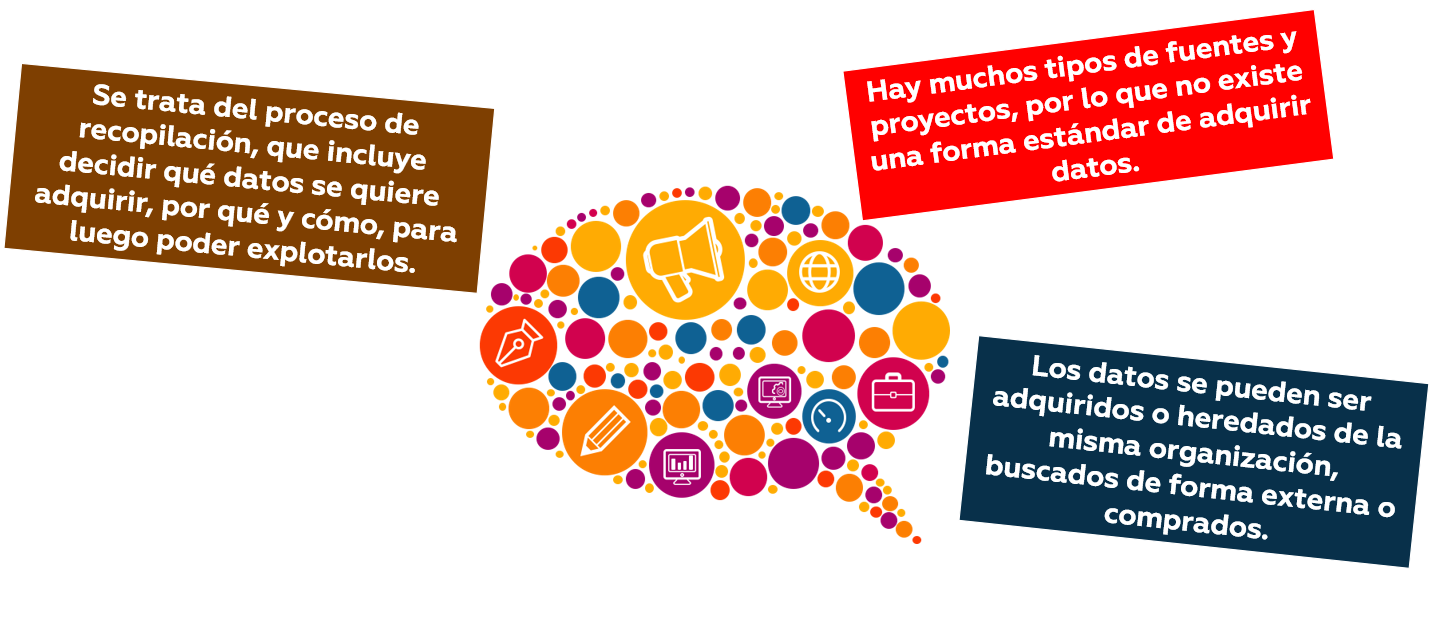 Se trata del proceso de
recopilación, que incluye
decidir qué datos se quiere
adquirir, por qué y cómo, para
luego poder explotarlos.
Hay muchos tipos de fuentes y
proyectos, por lo que no existe
una forma estándar de adquirir
datos.
Los datos se pueden ser
adquiridos o heredados de la
misma organización,
buscados de forma externa o
comprados.